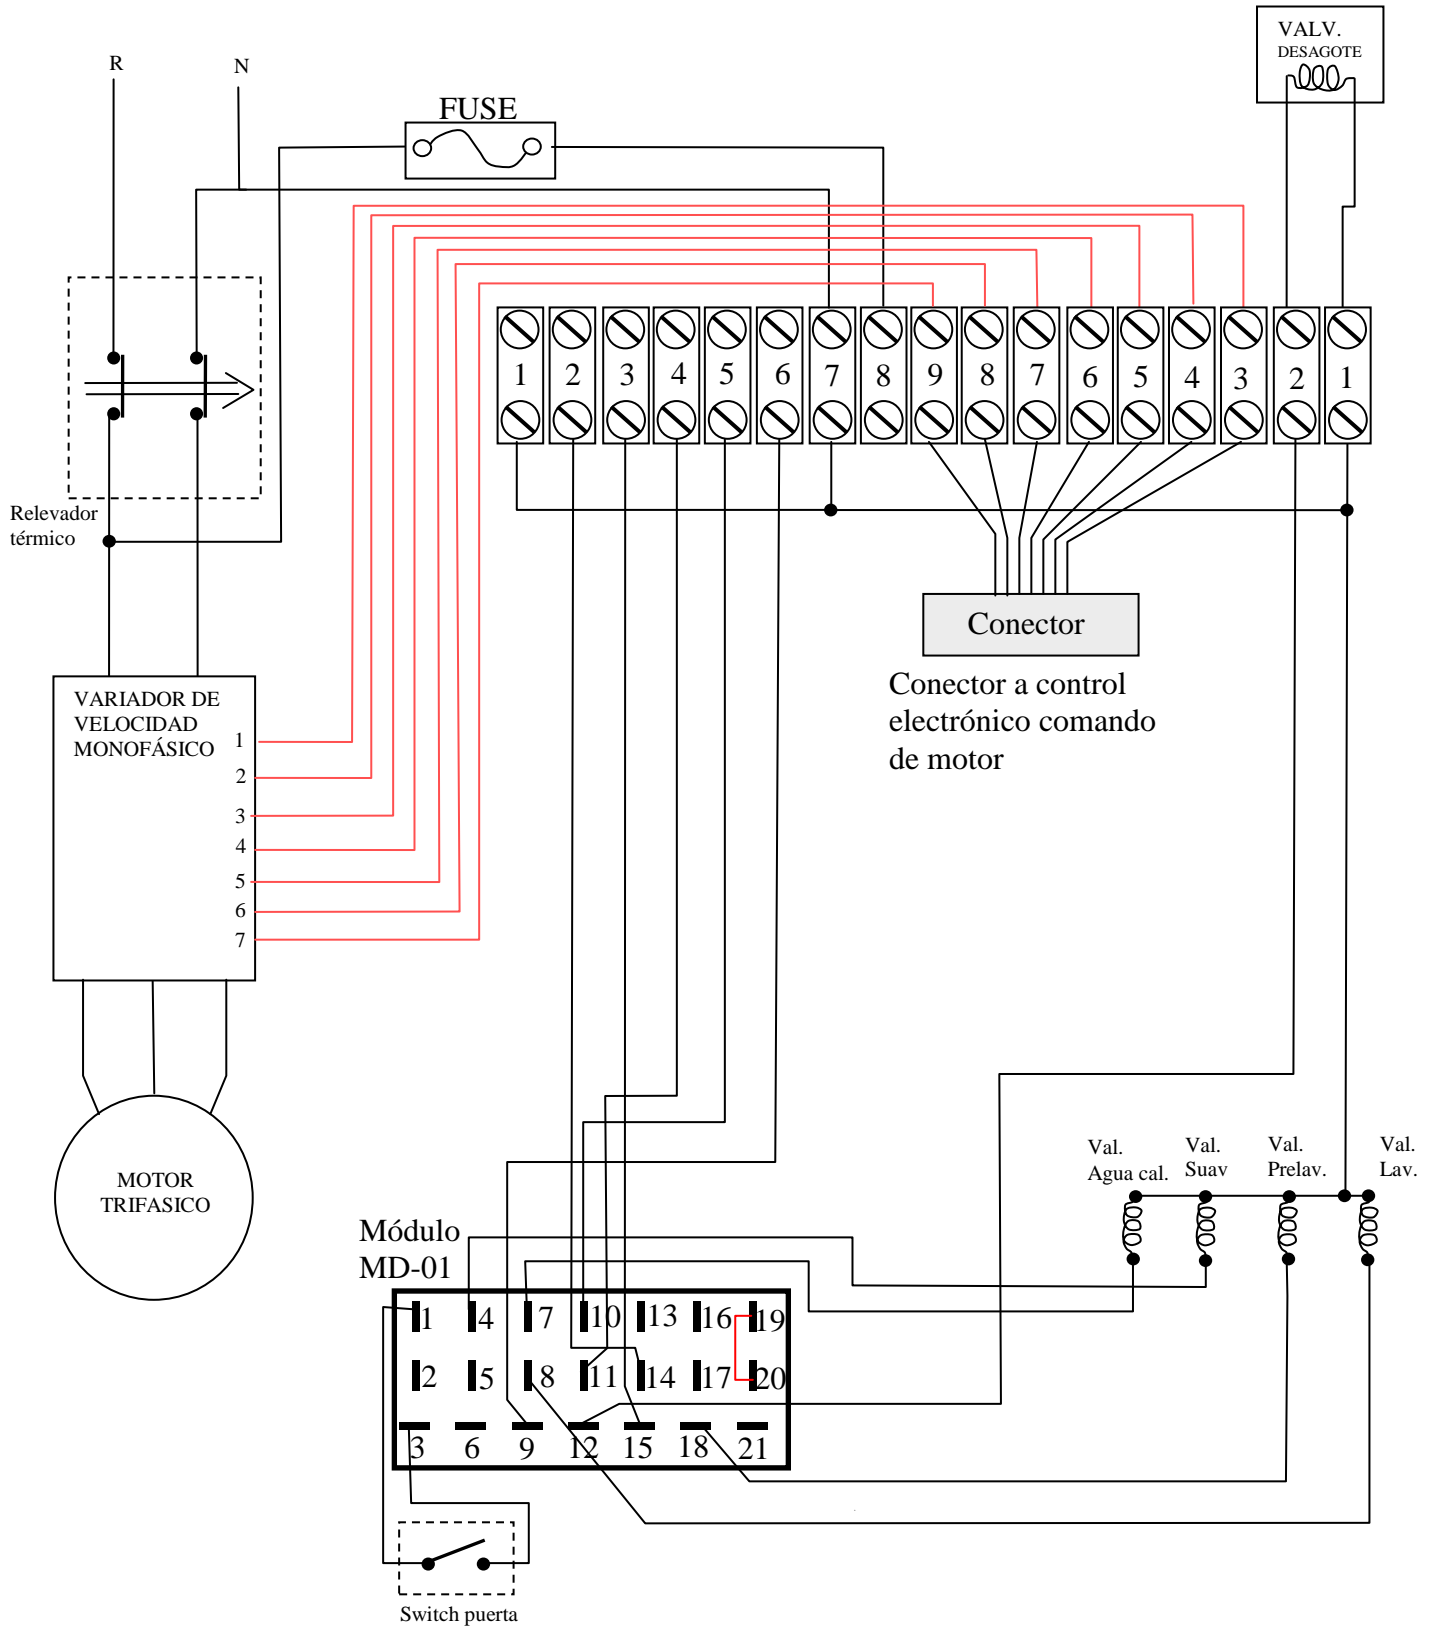 VALV.
DESAGOTE
R
N
FUSE
1 2 3 4 5 6 7 8 9 8 7 6 5 4 3 2 1
Relevador
térmico
Conector
Conector a control
electrónico comando
de motor
VARIADOR DE
VELOCIDAD
MONOFÁSICO
1
2
3
4
5
6
7
MOTOR
TRIFASICO
Val.
Agua cal.
Val.
Suav
Val.
Prelav.
Val.
Lav.
Módulo
MD-01
1 4 7 10 13 16 19
2 5 8 11 14 17 20
3 6 9 12 15 18 21
Switch puerta